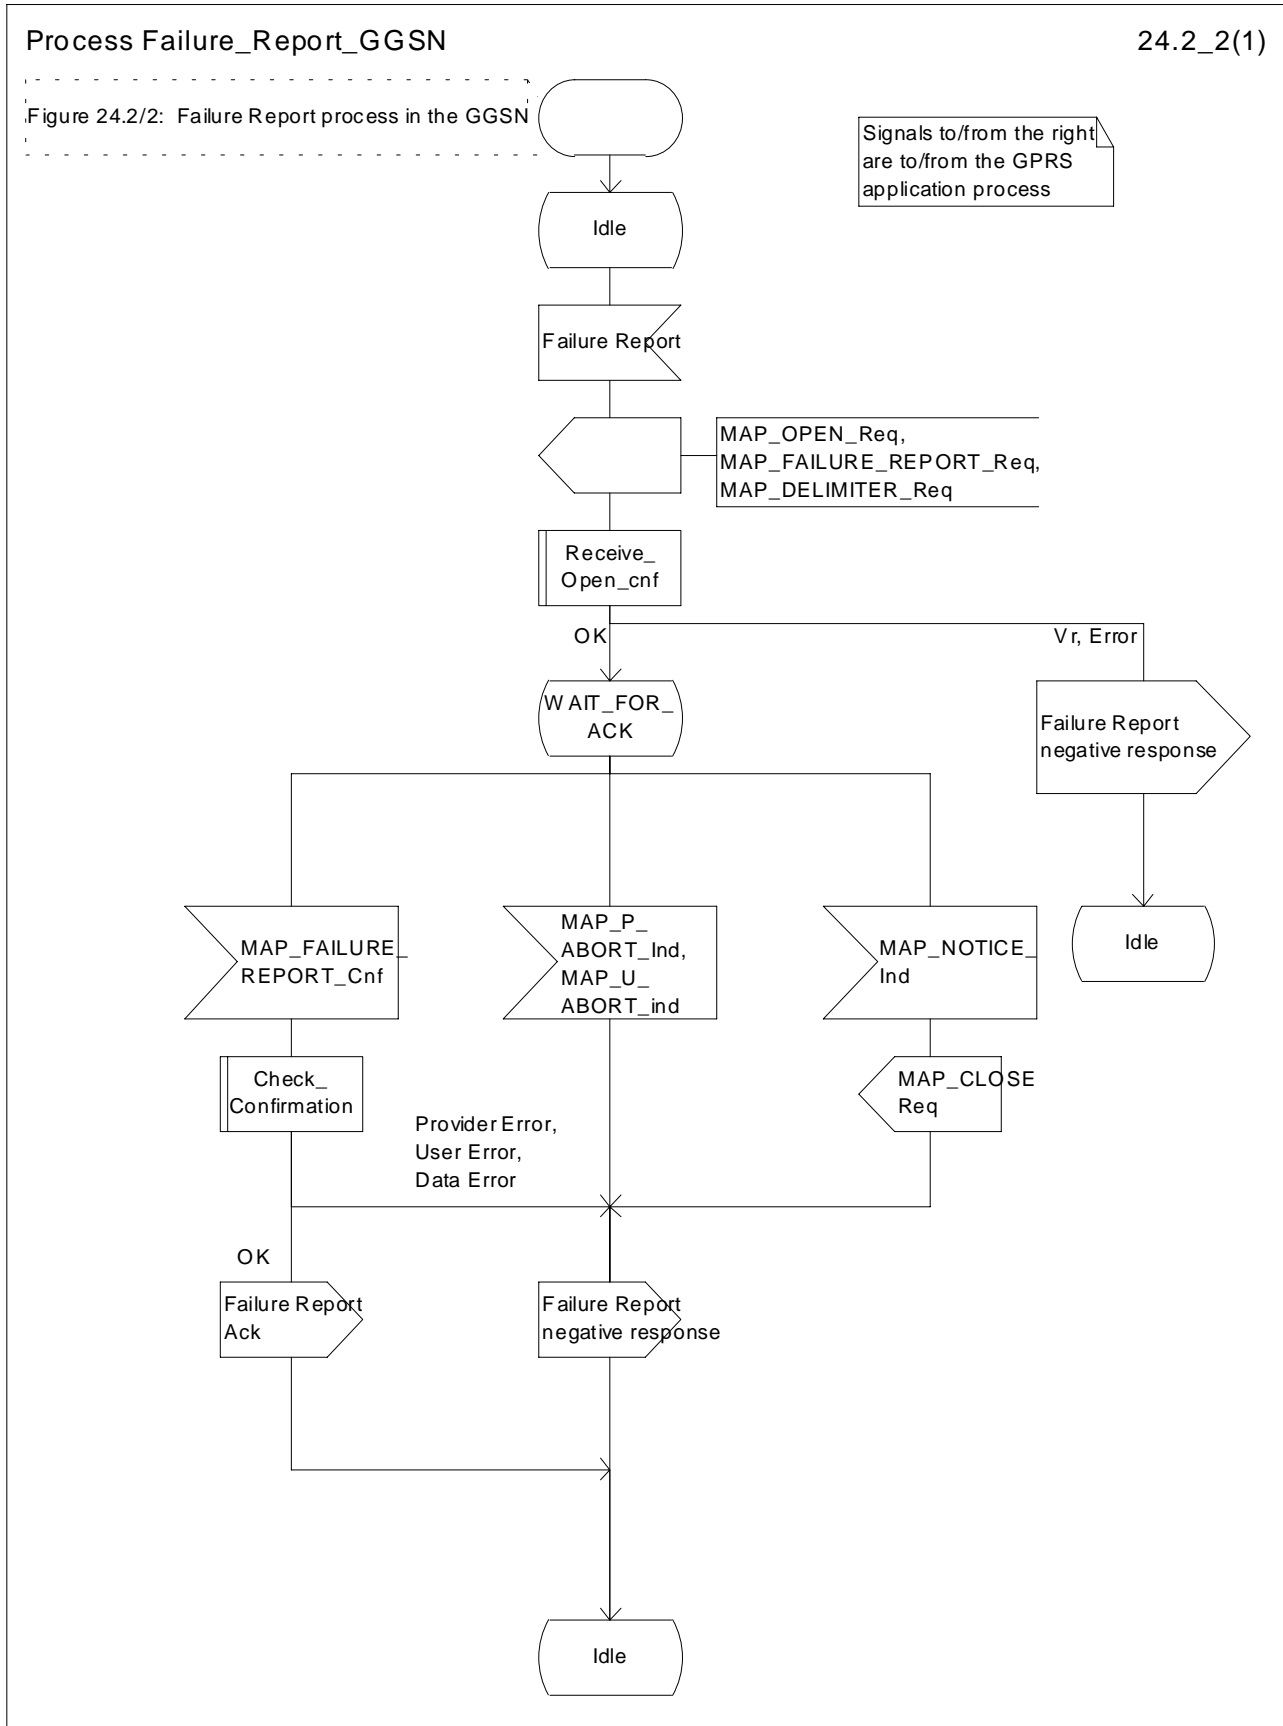 Process Failure_Report_GGSN
24.2_2(1)
Figure 24.2/2: Failure Report process in the GGSN
Signals to/from the right
are to/from the GPRS
application process
Idle
Failure Report
MAP_OPEN_Req,
MAP_FAILURE_REPORT_Req,
MAP_DELIMITER_Req
Receive_
Open_cnf
OK
Vr, Error
WAIT_FOR_
ACK
Failure Report
negative response
MAP_FAILURE_
REPORT_Cnf
MAP_P_
ABORT_Ind,
MAP_U_
ABORT_ind
MAP_NOTICE_
Ind
Idle
Check_
Confirmation
MAP_CLOSE
Req
Provider Error,
User Error,
Data Error
OK
Failure Report
Ack
Failure Report
negative response
Idle